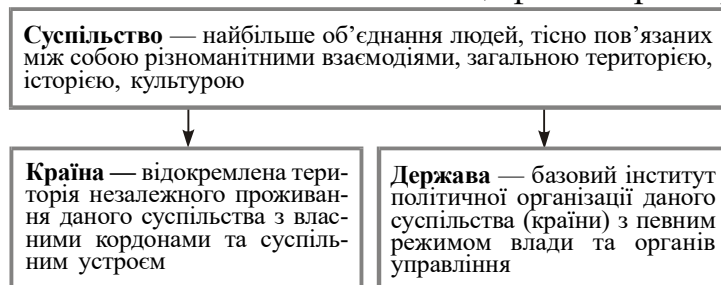 Суспільство — найбільше об’єднання людей, тісно пов’язаних
між собою різноманітними взаємодіями, загальною територією,
історією, культурою
Країна — відокремлена тери-
торія незалежного проживан-
ня даного суспільства з влас-
ними кордонами та суспіль-
ним устроєм
Держава — базовий інститут
політичної організації даного
суспільства (країни) з певним
режимом влади та органів
управління